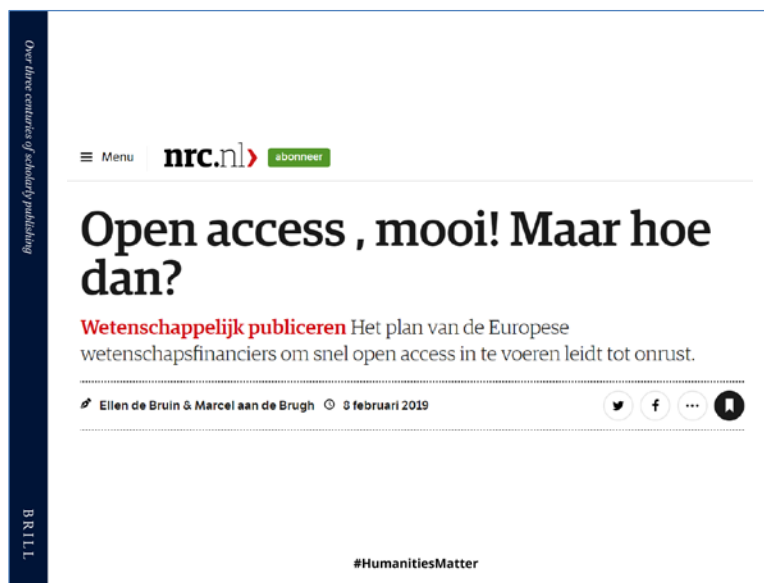 Over three centuries of scholarly publishing
BRILL
Menu
nrc.nl
abonneer
Open access , mooi! Maar hoe
dan?
Wetenschappelijk publiceren Het plan van de Europese
wetenschapsfinanciers om snel open access in te voeren leidt tot onrust.
Ellen de Bruin & Marcel aan de Brugh 8 februari 2019
#HumanitiesMatter